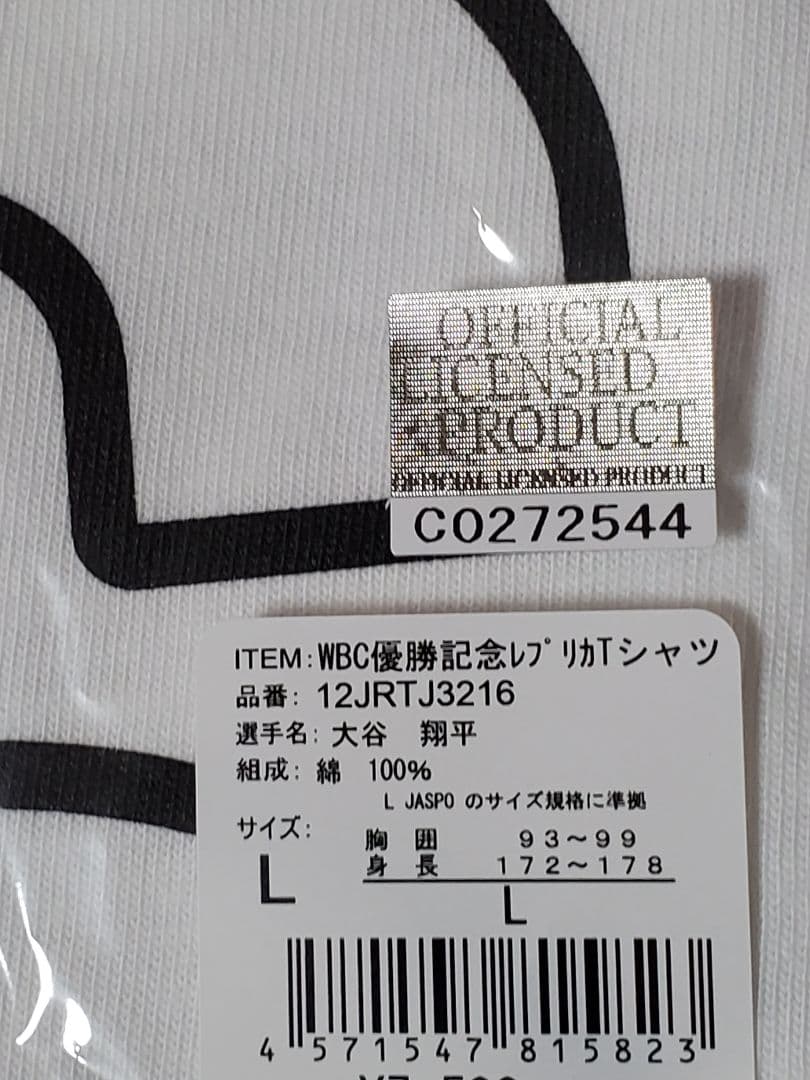 OFFICIAL
LICENSED
PRODUCT
OFFICIAL LICENSED PRODUCT
C0272544
ITEM:WBC優勝記念ﾚﾌﾟﾘｶTシャツ
品番: 12JRTJ3216
選手名: 大谷 翔平
組成: 綿 100%
L JASPO のサイズ規格に準拠
サイズ:
胸 囲 93~99
L 身 長 172~178
L
4 571547 815823